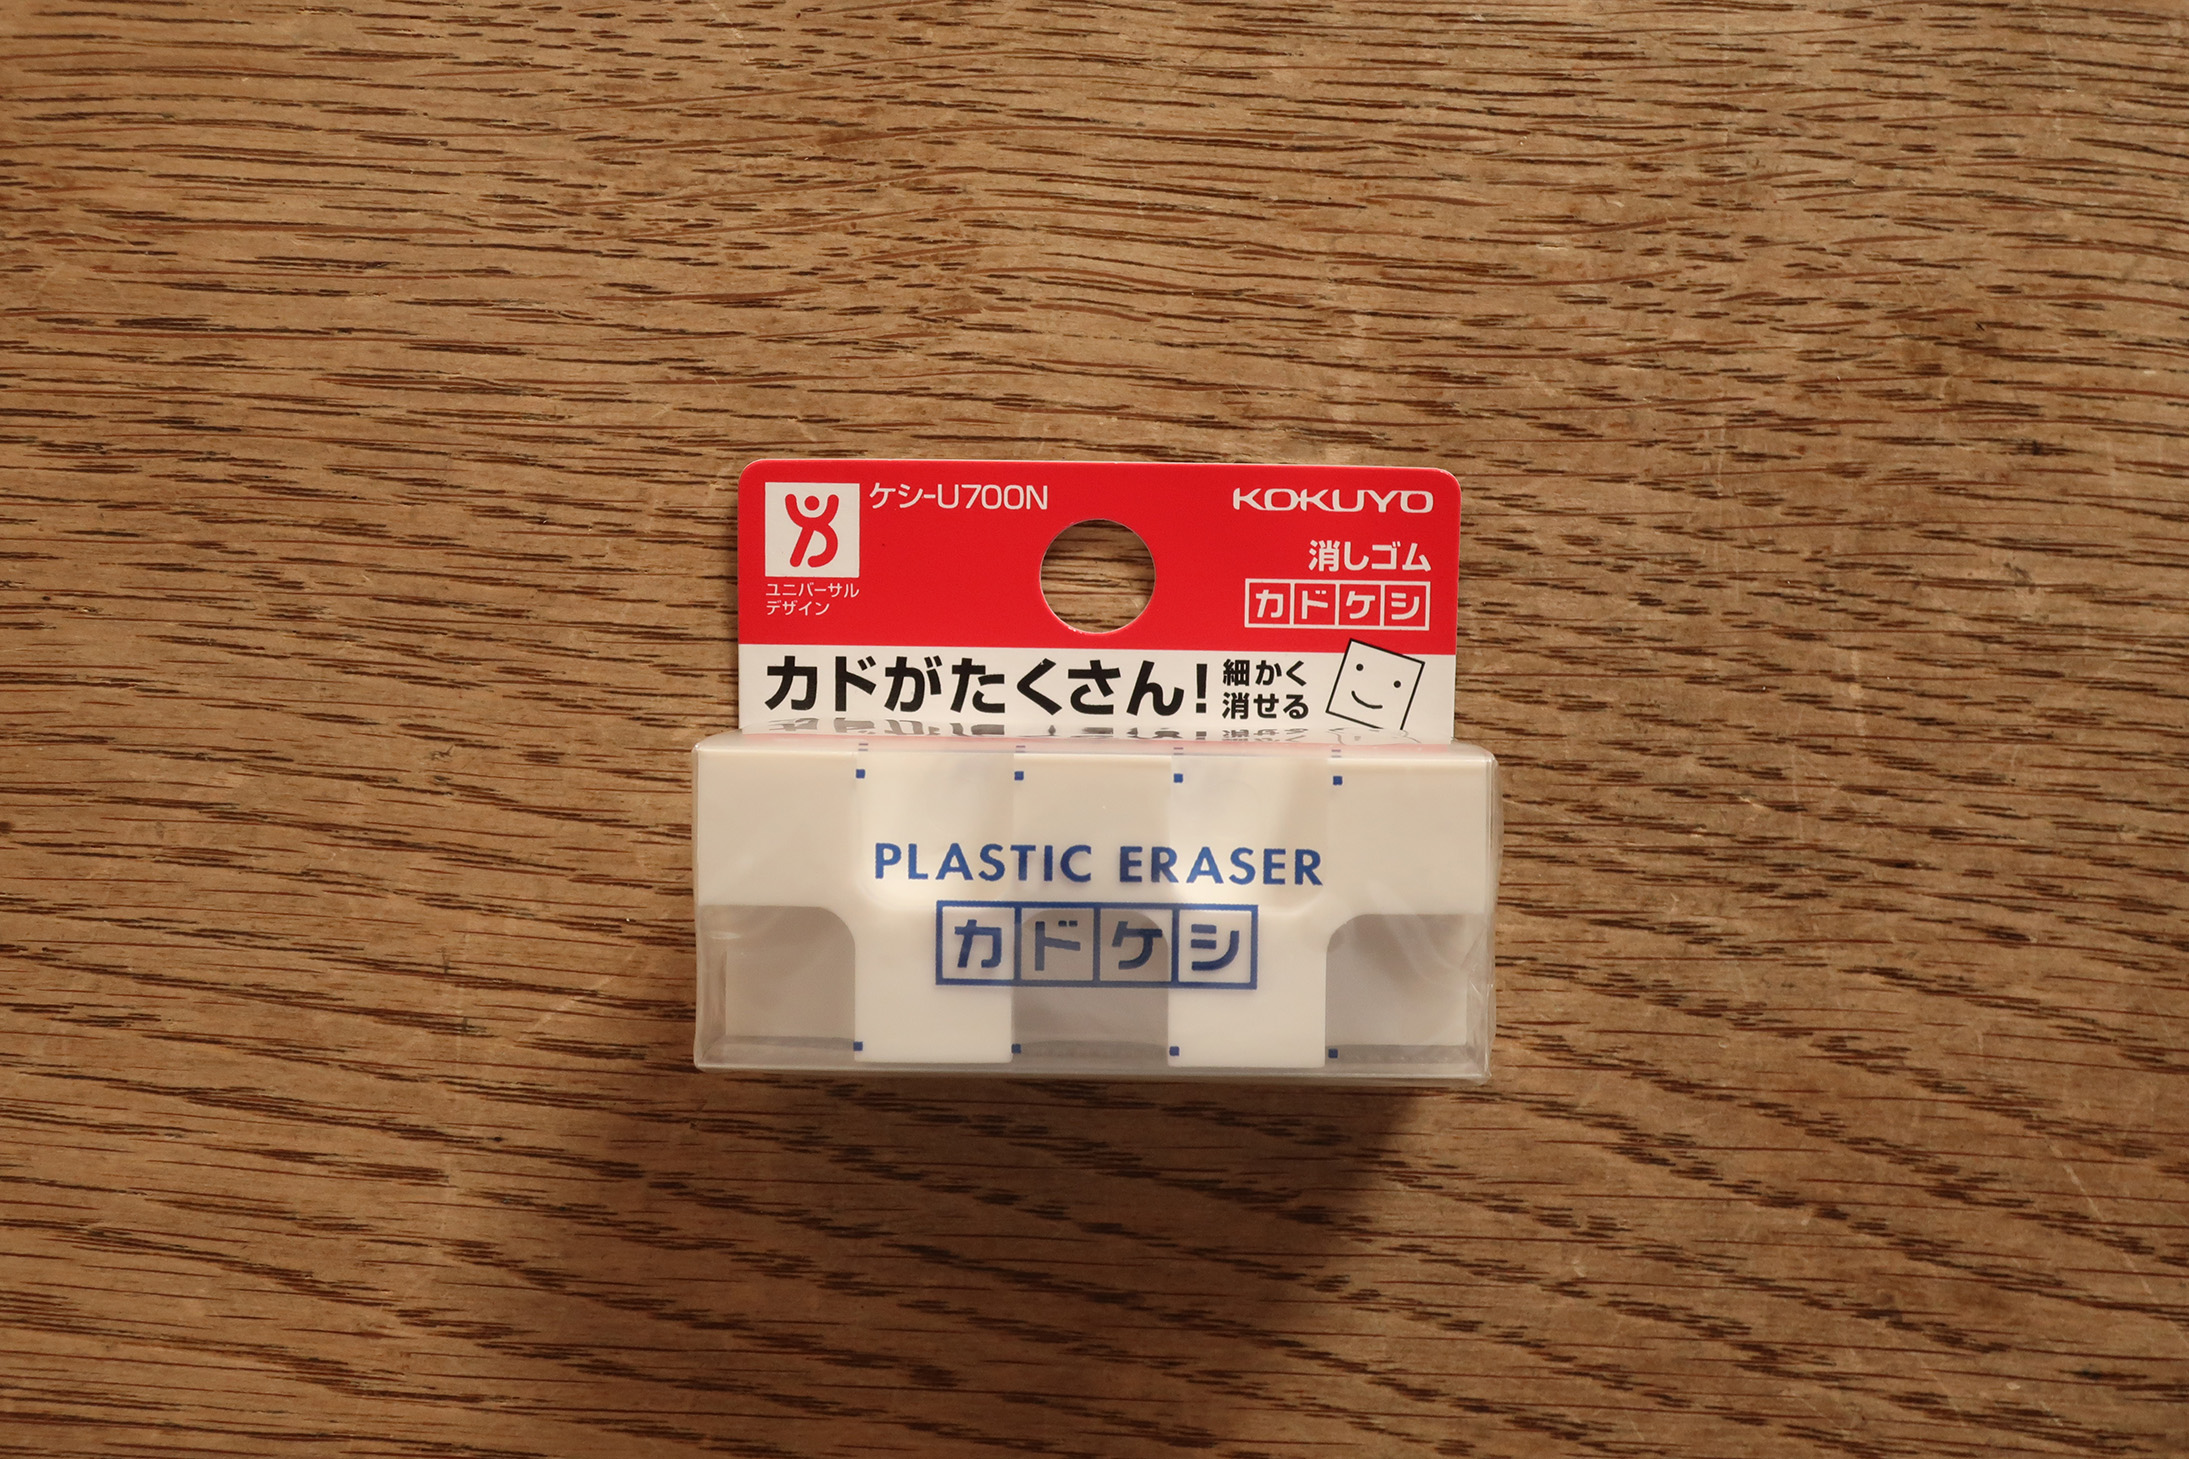 ケシ-U700N
KOKUYO
ユニバーサル
デザイン
消しゴム
カドケシ
カドがたくさん!
細かく
消せる
PLASTIC ERASER
カドケシ